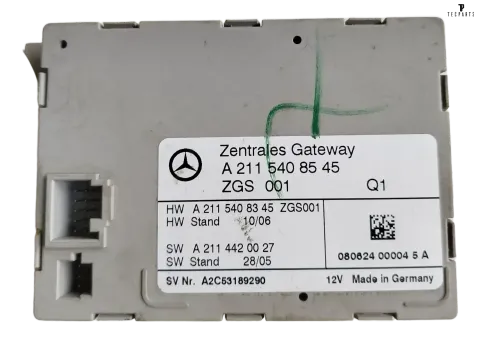 TEXPARTS
Zentrales Gateway
A 211 540 85 45
ZGS 001 Q1
HW A 211 540 83 45 ZGS001
HW Stand 10/06
SW A 211 442 00 27
SW Stand 28/05
080624 00004 5 A
SV Nr. A2C53189290 12V Made in Germany